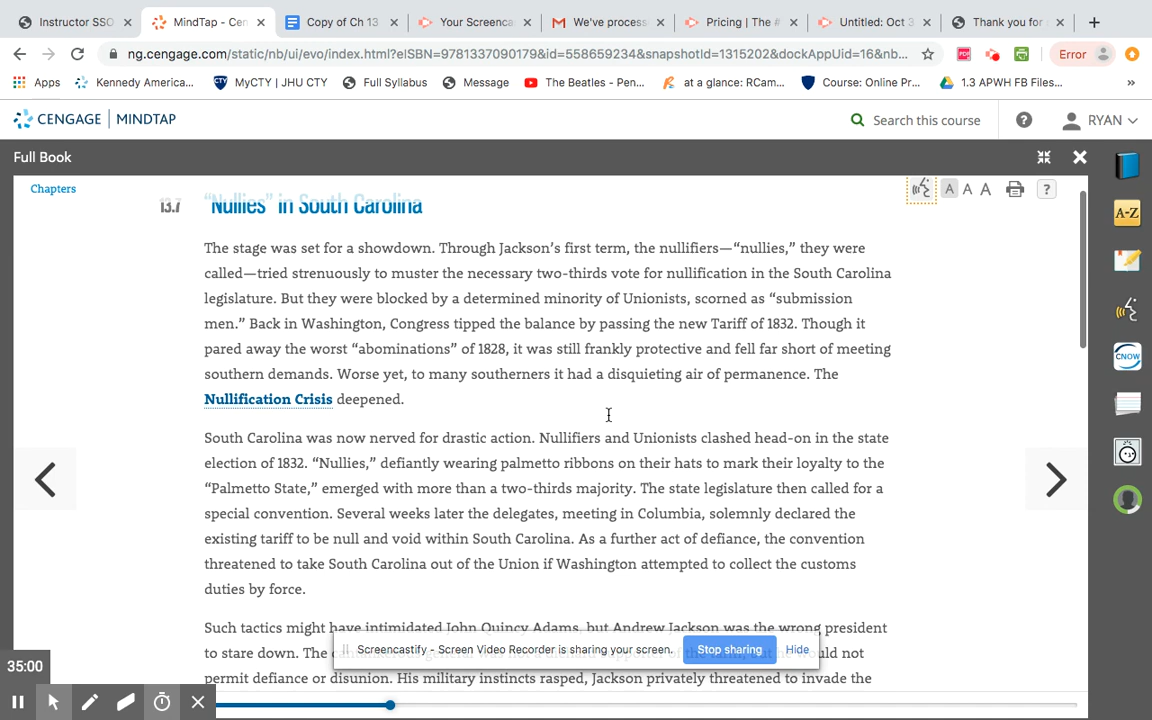 Instructor SSO
MindTap - Cen
Copy of Ch 13
Your Screenca
We've process
Pricing | The #
Untitled: Oct 3
Thank you for
ng.cengage.com/static/nb/ui/evo/index.html?eISBN=9781337090179&id=558659234&snapshotId=1315202&dockAppUid=16&nb...
Error
Apps
Kennedy America...
MyCTY | JHU CTY
Full Syllabus
Message
The Beatles - Pen...
at a glance: RCam...
Course: Online Pr...
1.3 APWH FB Files...
»
CENGAGE | MINDTAP
Search this course
?
RYAN
Full Book
Chapters
A A A
?
A-Z
13.7 "Nullies" in South Carolina
The stage was set for a showdown. Through Jackson's first term, the nullifiers—"nullies," they were
called—tried strenuously to muster the necessary two-thirds vote for nullification in the South Carolina
legislature. But they were blocked by a determined minority of Unionists, scorned as "submission
men." Back in Washington, Congress tipped the balance by passing the new Tariff of 1832. Though it
pared away the worst "abominations" of 1828, it was still frankly protective and fell far short of meeting
southern demands. Worse yet, to many southerners it had a disquieting air of permanence. The
Nullification Crisis deepened.
CNOW
South Carolina was now nerved for drastic action. Nullifiers and Unionists clashed head-on in the state
election of 1832. "Nullies," defiantly wearing palmetto ribbons on their hats to mark their loyalty to the
"Palmetto State," emerged with more than a two-thirds majority. The state legislature then called for a
special convention. Several weeks later the delegates, meeting in Columbia, solemnly declared the
existing tariff to be null and void within South Carolina. As a further act of defiance, the convention
threatened to take South Carolina out of the Union if Washington attempted to collect the customs
duties by force.
Such tactics might have intimidated John Quincy Adams, but Andrew Jackson was the wrong president
to stare down. The
would not
permit defiance or disunion. His military instincts rasped, Jackson privately threatened to invade the
Screencastify - Screen Video Recorder is sharing your screen.
Stop sharing
Hide
35:00